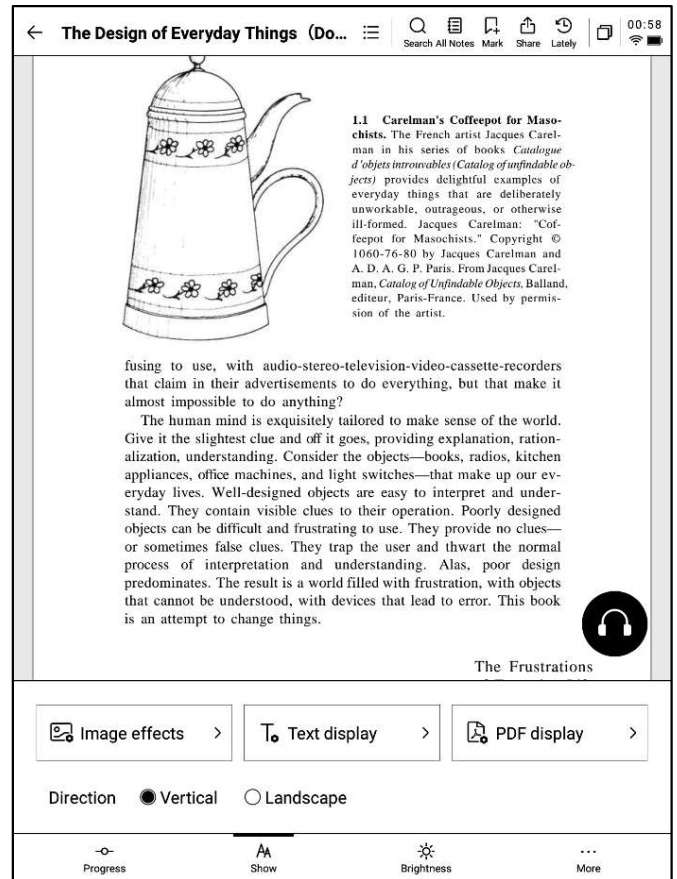 The Design of Everyday Things (Do...
Search
All Notes
Mark
Share
Lately
00:58
1.1 Carelman's Coffeepot for Maso-
chists. The French artist Jacques Carel-
man in his series of books Catalogue
d'objets introuvables (Catalog of unfindable ob-
jects) provides delightful examples of
everyday things that are deliberately
unworkable, outrageous, or otherwise
ill-formed. Jacques Carelman: "Cof-
feepot for Masochists." Copyright ©
1060-76-80 by Jacques Carelman and
A. D. A. G. P. Paris. From Jacques Carel-
man, Catalog of Unfindable Objects, Balland,
editeur, Paris-France. Used by permis-
sion of the artist.
fusing to use, with audio-stereo-television-video-cassette-recorders
that claim in their advertisements to do everything, but that make it
almost impossible to do anything?
The human mind is exquisitely tailored to make sense of the world.
Give it the slightest clue and off it goes, providing explanation, ration-
alization, understanding. Consider the objects—books, radios, kitchen
appliances, office machines, and light switches—that make up our ev-
eryday lives. Well-designed objects are easy to interpret and under-
stand. They contain visible clues to their operation. Poorly designed
objects can be difficult and frustrating to use. They provide no clues—
or sometimes false clues. They trap the user and thwart the normal
process of interpretation and understanding. Alas, poor design
predominates. The result is a world filled with frustration, with objects
that cannot be understood, with devices that lead to error. This book
is an attempt to change things.
The Frustrations
Image effects
Text display
PDF display
Direction Vertical Landscape
Progress
Show
Brightness
More